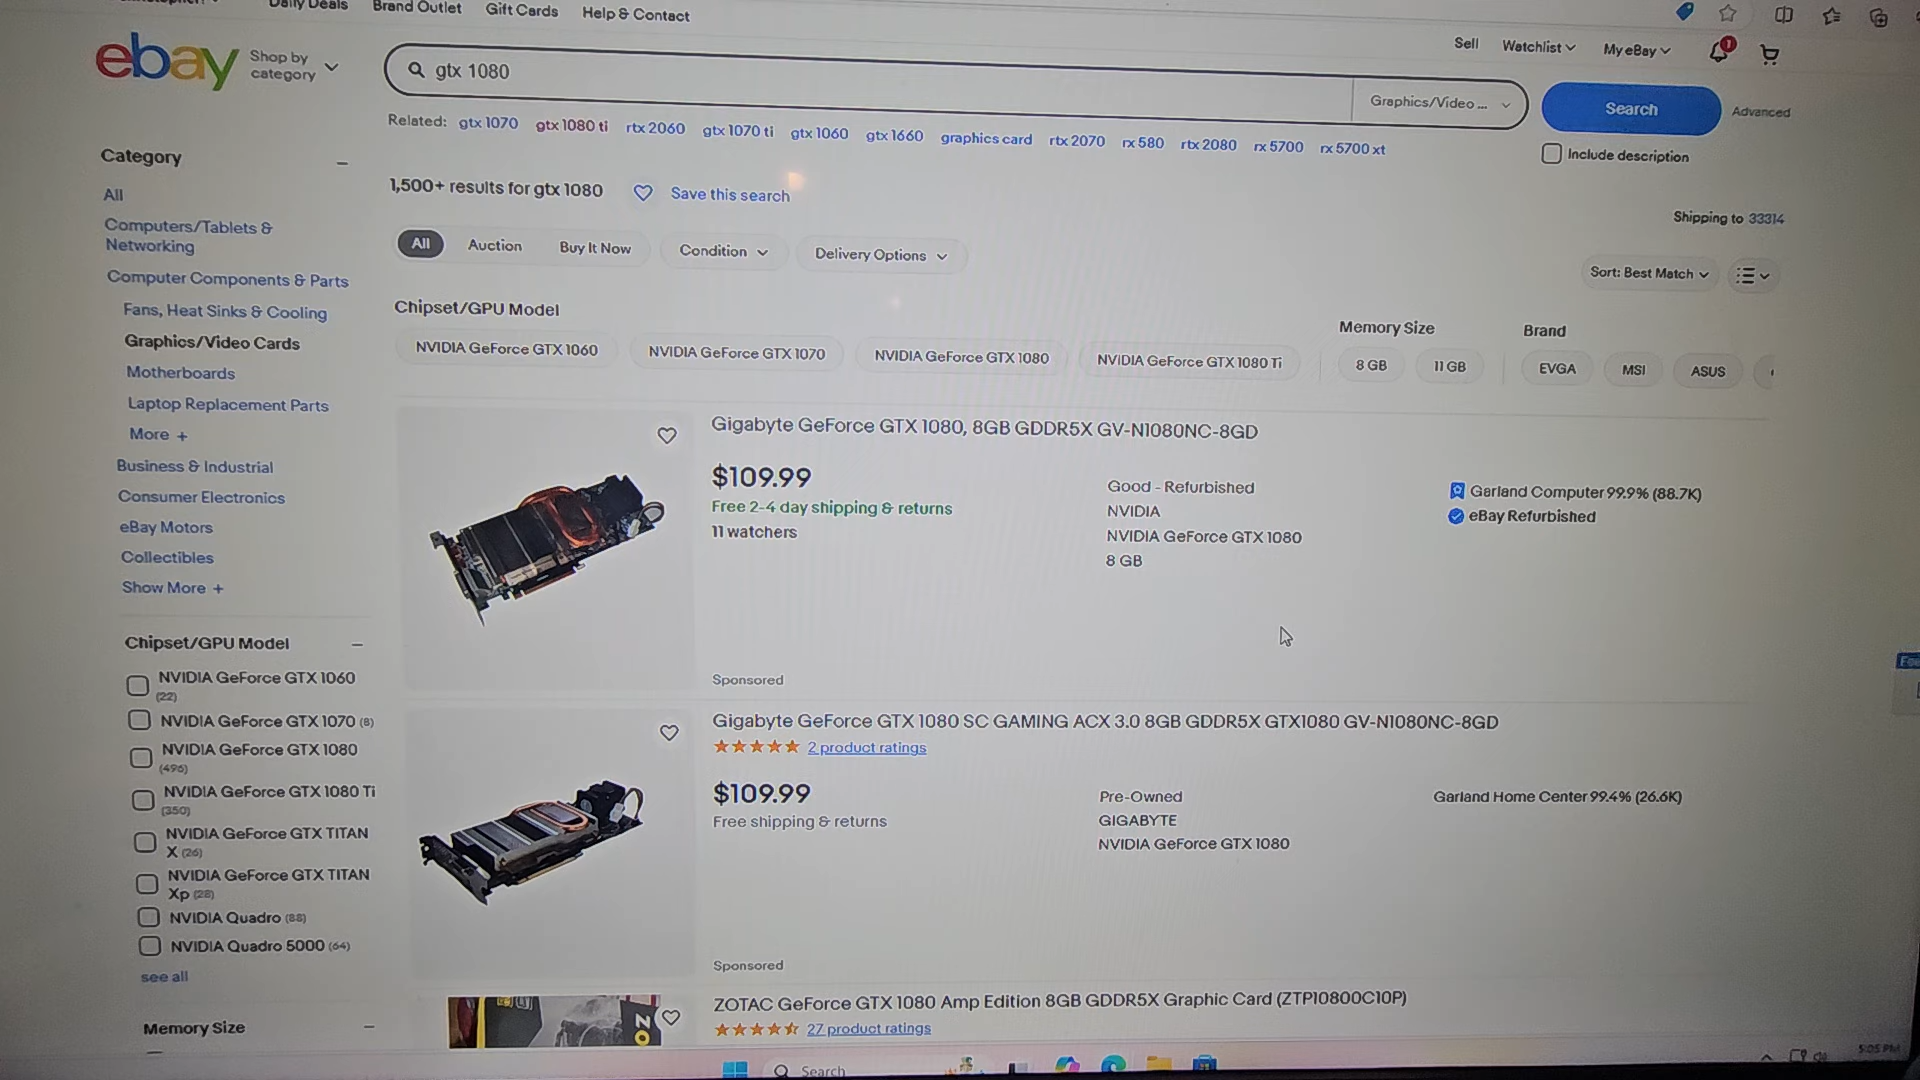 Daily Deals Brand Outlet Gift Cards Help & Contact
Sell Watchlist My eBay 1
ebay Shop by category
gtx 1080 Graphics/Video ... Search Advanced
Include description
Related: gtx 1070 gtx 1080 ti rtx 2060 gtx 1070 ti gtx 1060 gtx 1660 graphics card rtx 2070 rx 580 rtx 2080 rx 5700 rx 5700 xt
1,500+ results for gtx 1080 Save this search
Shipping to 33314
All Auction Buy It Now Condition Delivery Options
Sort: Best Match
Category
All
Computers/Tablets &
Networking
Computer Components & Parts
Fans, Heat Sinks & Cooling
Graphics/Video Cards
Motherboards
Laptop Replacement Parts
More +
Business & Industrial
Consumer Electronics
eBay Motors
Collectibles
Show More +
Chipset/GPU Model
NVIDIA GeForce GTX 1060
(22)
NVIDIA GeForce GTX 1070 (8)
NVIDIA GeForce GTX 1080
(496)
NVIDIA GeForce GTX 1080 Ti
(350)
NVIDIA GeForce GTX TITAN
X (26)
NVIDIA GeForce GTX TITAN
Xp (28)
NVIDIA Quadro (88)
NVIDIA Quadro 5000 (64)
see all
Memory Size
Chipset/GPU Model
NVIDIA GeForce GTX 1060 NVIDIA GeForce GTX 1070 NVIDIA GeForce GTX 1080 NVIDIA GeForce GTX 1080 Ti
Memory Size
8 GB 11 GB
Brand
EVGA MSI ASUS
Gigabyte GeForce GTX 1080, 8GB GDDR5X GV-N1080NC-8GD
$109.99
Free 2-4 day shipping & returns
11 watchers
Good - Refurbished
NVIDIA
NVIDIA GeForce GTX 1080
8 GB
Garland Computer 99.9% (88.7K)
eBay Refurbished
Sponsored
Gigabyte GeForce GTX 1080 SC GAMING ACX 3.0 8GB GDDR5X GTX1080 GV-N1080NC-8GD
2 product ratings
$109.99
Free shipping & returns
Pre-Owned
GIGABYTE
NVIDIA GeForce GTX 1080
Garland Home Center 99.4% (26.6K)
Sponsored
ZOTAC GeForce GTX 1080 Amp Edition 8GB GDDR5X Graphic Card (ZTP10800C10P)
27 product ratings
ZO
Search
5:05 PM